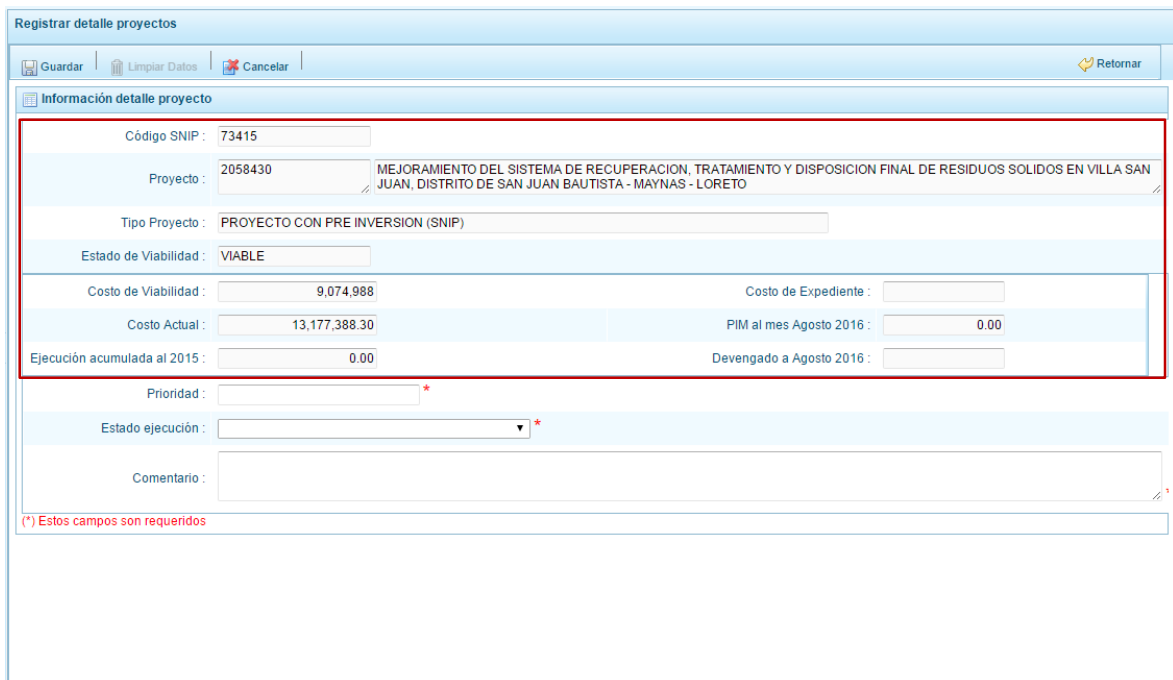 Registrar detalle proyectos
Guardar Limpiar Datos Cancelar Retornar
Información detalle proyecto
Código SNIP : 73415
Proyecto : 2058430 MEJORAMIENTO DEL SISTEMA DE RECUPERACION, TRATAMIENTO Y DISPOSICION FINAL DE RESIDUOS SOLIDOS EN VILLA SAN
JUAN, DISTRITO DE SAN JUAN BAUTISTA - MAYNAS - LORETO
Tipo Proyecto : PROYECTO CON PRE INVERSION (SNIP)
Estado de Viabilidad : VIABLE
Costo de Viabilidad : 9,074,988 Costo de Expediente :
Costo Actual : 13,177,388.30 PIM al mes Agosto 2016 : 0.00
Ejecución acumulada al 2015 : 0.00 Devengado a Agosto 2016 :
Prioridad : *
Estado ejecución : *
Comentario : *
(*) Estos campos son requeridos